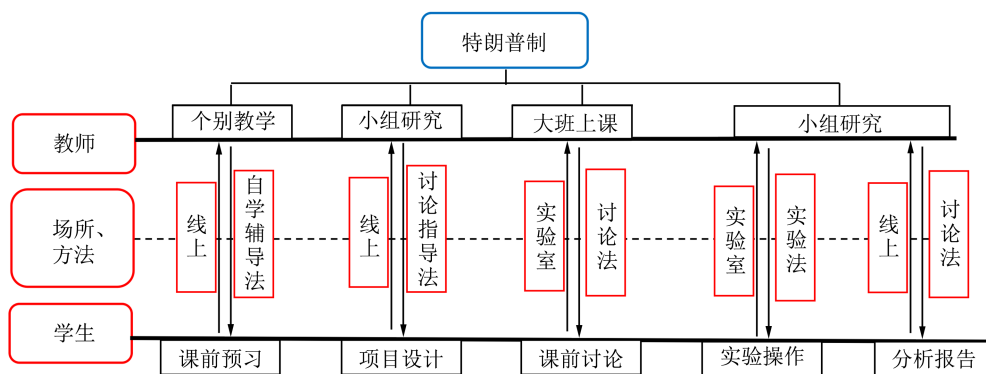 特朗普制
个别教学
小组研究
大班上课
小组研究
教师
场所、
方法
线上
自学辅导法
线上
讨论指导法
实验室
讨论法
实验室
实验法
线上
讨论法
学生
课前预习
项目设计
课前讨论
实验操作
分析报告